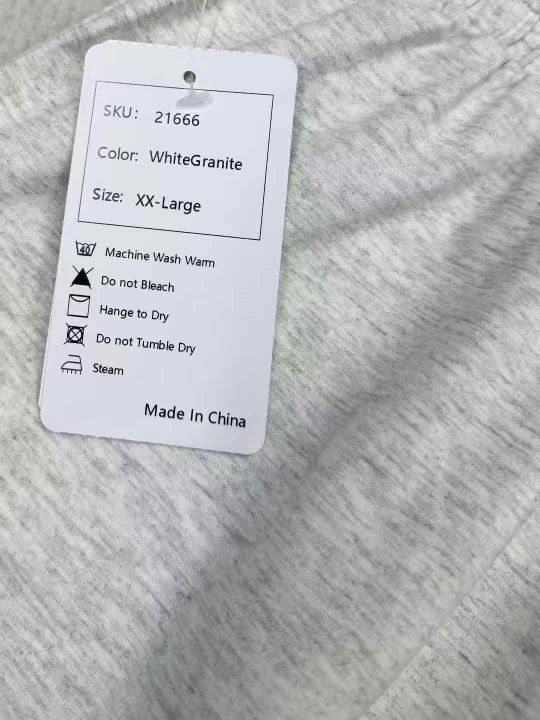 SKU: 21666
Color: WhiteGranite
Size: XX-Large
40 Machine Wash Warm
Do not Bleach
Hange to Dry
Do not Tumble Dry
Steam
Made In China